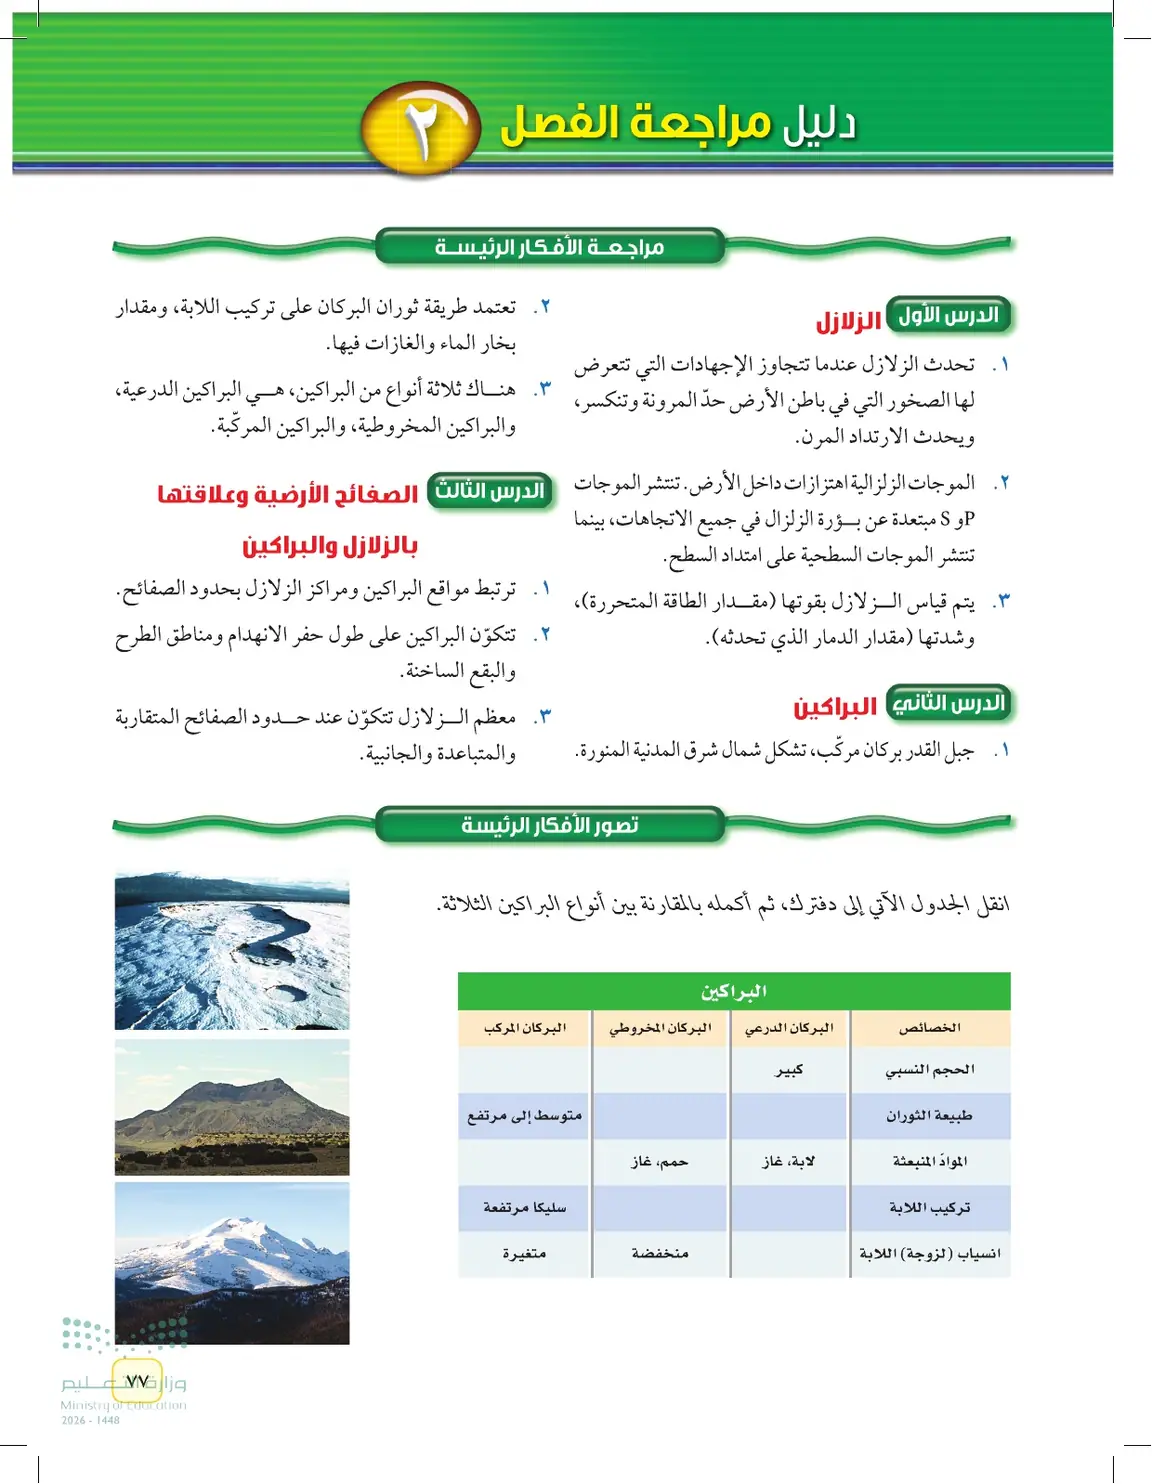 دليل مراجعة الفصل ٢
مراجعة الأفكار الرئيسة
الدرس الأول الزلازل
١. تحدث الزلازل عندما تتجاوز الإجهادات التي تتعرض
لها الصخور التي في باطن الأرض حدّ المرونة وتنكسر،
ويحدث الارتداد المرن.
٢. الموجات الزلزالية اهتزازات داخل الأرض. تنتشر الموجات
P و S مبتعدة عن بؤرة الزلزال في جميع الاتجاهات، بينما
تنتشر الموجات السطحية على امتداد السطح.
٣. يتم قياس الزلازل بقوتها (مقدار الطاقة المتحررة)،
وشدتها (مقدار الدمار الذي تحدثه).
الدرس الثاني البراكين
١. جبل القدر بركان مركّب، تشكل شمال شرق المدنية المنورة.
٢. تعتمد طريقة ثوران البركان على تركيب اللابة، ومقدار
بخار الماء والغازات فيها.
٣. هناك ثلاثة أنواع من البراكين، هي البراكين الدرعية،
والبراكين المخروطية، والبراكين المركّبة.
الدرس الثالث الصفائح الأرضية وعلاقتها
بالزلازل والبراكين
١. ترتبط مواقع البراكين ومراكز الزلازل بحدود الصفائح.
٢. تتكوّن البراكين على طول حفر الانهدام ومناطق الطرح
والبقع الساخنة.
٣. معظم الزلازل تتكوّن عند حدود الصفائح المتقاربة
والمتباعدة والجانبية.
تصور الأفكار الرئيسة
انقل الجدول الآتي إلى دفترك، ثم أكمله بالمقارنة بين أنواع البراكين الثلاثة.
البراكين
الخصائص البركان الدرعي البركان المخروطي البركان المركب
الحجم النسبي كبير
طبيعة الثوران متوسط إلى مرتفع
الموادّ المنبعثة لابة، غاز حمم، غاز
تركيب اللابة سليكا مرتفعة
انسياب (لزوجة) اللابة منخفضة متغيرة
وزارة التعليم
٧٧
Ministry of Education
2026 - 1448